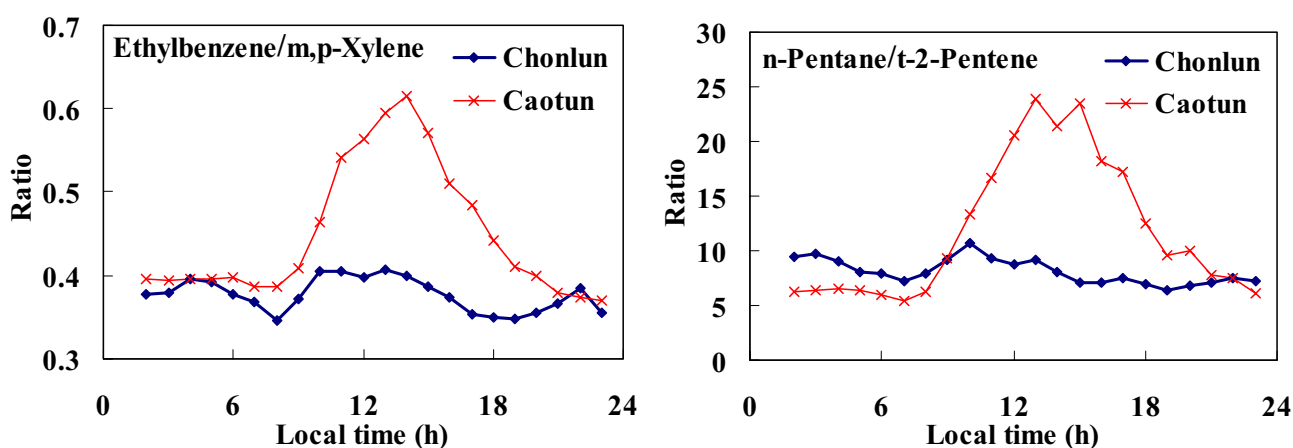 Ethylbenzene/m,p-Xylene
Chonlun
Caotun
Ratio
0.7
0.6
0.5
0.4
0.3
0 6 12 18 24
Local time (h)
n-Pentane/t-2-Pentene
Chonlun
Caotun
Ratio
30
25
20
15
10
5
0
0 6 12 18 24
Local time (h)